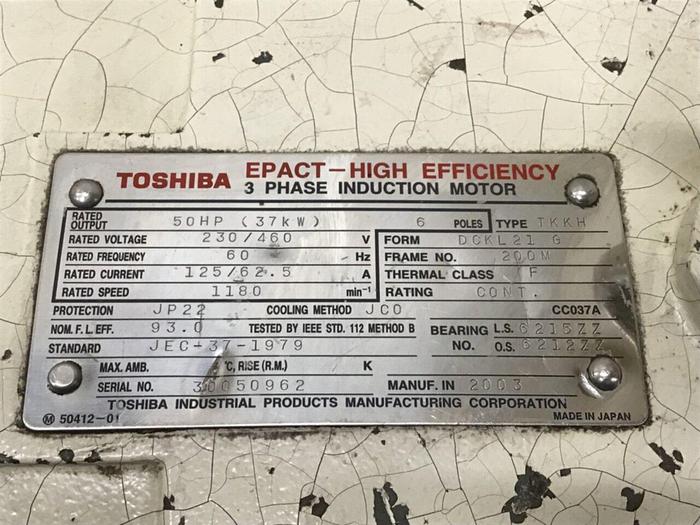 TOSHIBA EPACT-HIGH EFFICIENCY
3 PHASE INDUCTION MOTOR
RATED OUTPUT 50HP (37kW) 6 POLES TYPE TKKH
RATED VOLTAGE 230/460 V FORM DCKL21 G
RATED FREQUENCY 60 Hz FRAME NO. 200M
RATED CURRENT 125/62.5 A THERMAL CLASS F
RATED SPEED 1180 min⁻¹ RATING CONT.
PROTECTION JP22 COOLING METHOD JC0 CC037A
NOM. F. L. EFF. 93.0 TESTED BY IEEE STD. 112 METHOD B BEARING L.S. 6215ZZ
STANDARD JEC-37-1979 NO. O.S. 6212ZZ
MAX. AMB. ℃, RISE (R.M.) K
SERIAL NO. 30050962 MANUF. IN 2003
TOSHIBA INDUSTRIAL PRODUCTS MANUFACTURING CORPORATION
Ⓜ 50412-01 MADE IN JAPAN